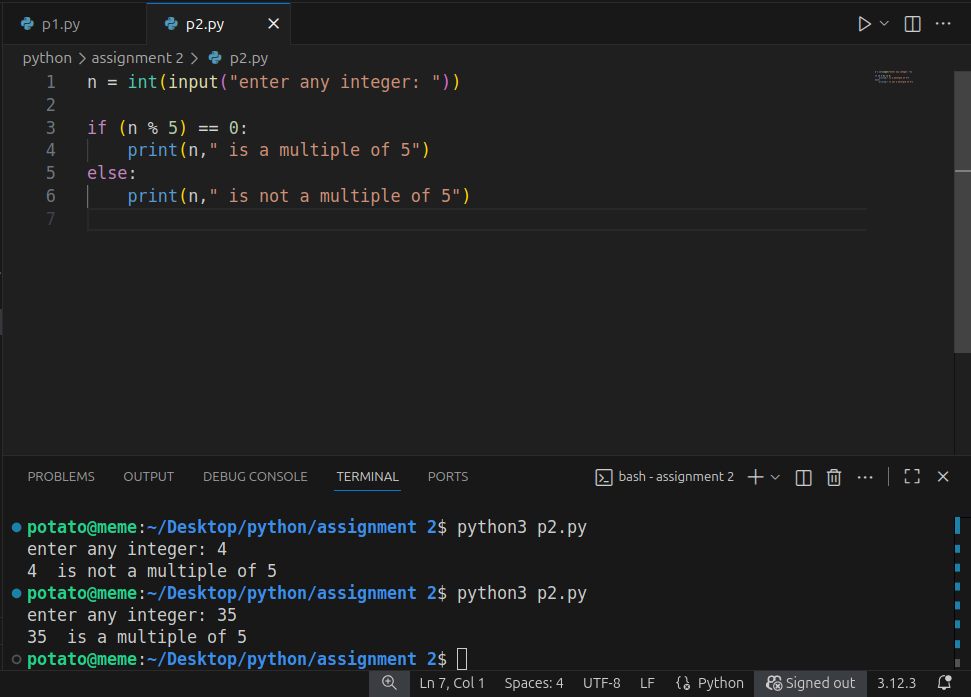 p1.py
p2.py
python > assignment 2 > p2.py
1 n = int(input("enter any integer: "))
2
3 if (n % 5) == 0:
4     print(n," is a multiple of 5")
5 else:
6     print(n," is not a multiple of 5")
7
PROBLEMS OUTPUT DEBUG CONSOLE TERMINAL PORTS bash - assignment 2
potato@meme:~/Desktop/python/assignment 2$ python3 p2.py
enter any integer: 4
4  is not a multiple of 5
potato@meme:~/Desktop/python/assignment 2$ python3 p2.py
enter any integer: 35
35  is a multiple of 5
potato@meme:~/Desktop/python/assignment 2$
Ln 7, Col 1 Spaces: 4 UTF-8 LF Python Signed out 3.12.3